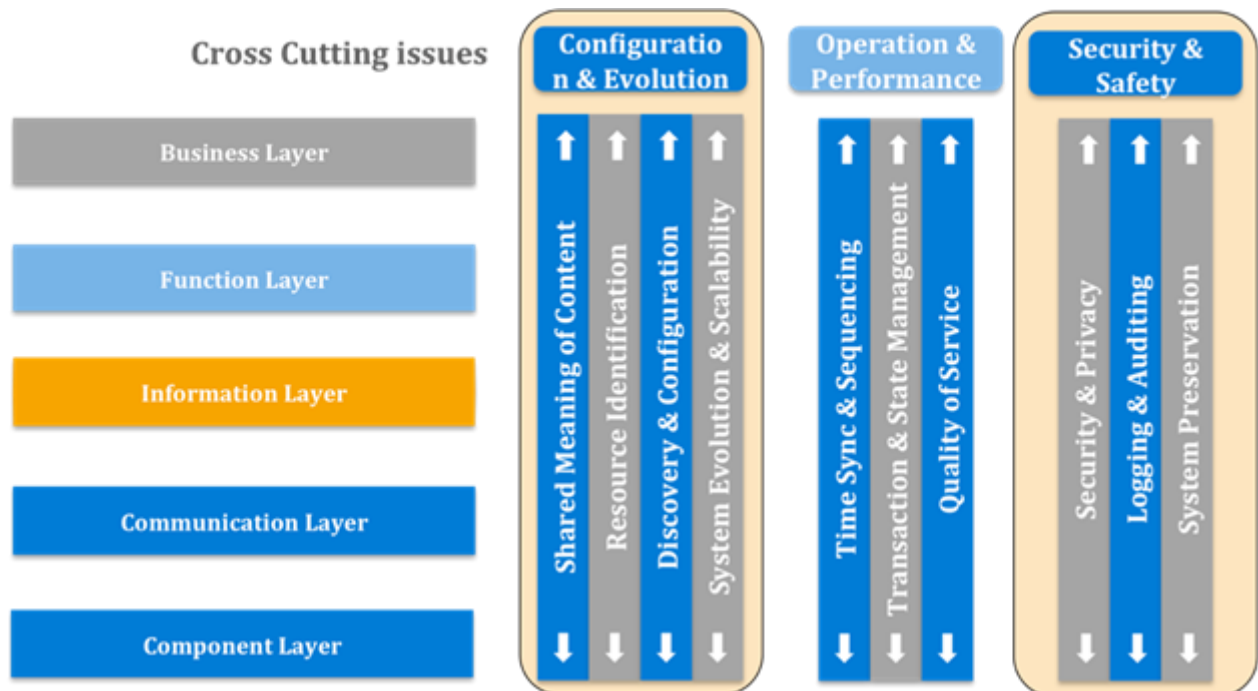 Cross Cutting issues
Configuratio
n & Evolution
Operation &
Performance
Security &
Safety
Business Layer
Function Layer
Information Layer
Communication Layer
Component Layer
Shared Meaning of Content
Resource Identification
Discovery & Configuration
System Evolution & Scalability
Time Sync & Sequencing
Transaction & State Management
Quality of Service
Security & Privacy
Logging & Auditing
System Preservation